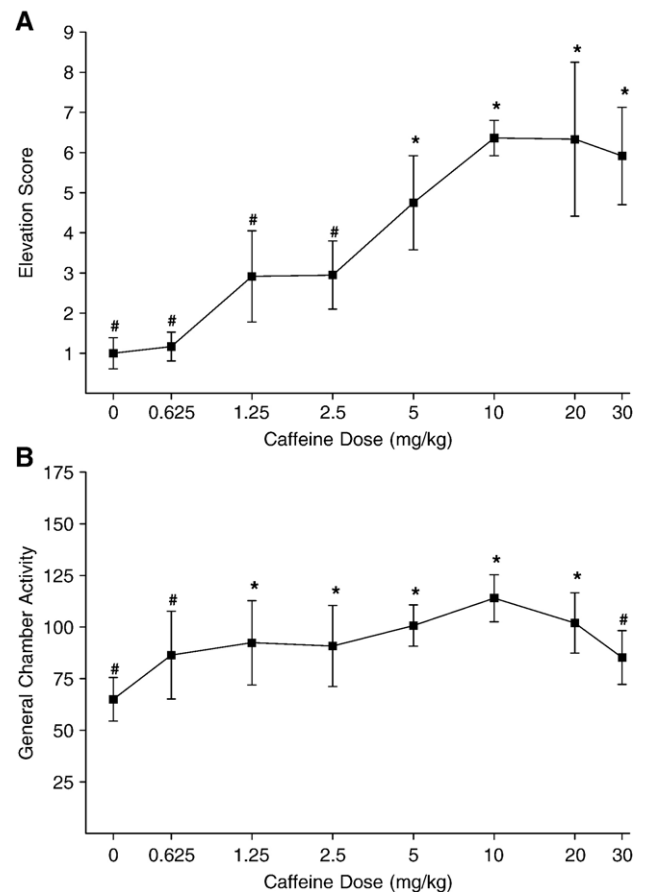 A
9
8
7
6
5
4
3
2
1
Elevation Score
# # # # * * * *
0 0.625 1.25 2.5 5 10 20 30
Caffeine Dose (mg/kg)
B
175
150
125
100
75
50
25
General Chamber Activity
# # * * * * * #
0 0.625 1.25 2.5 5 10 20 30
Caffeine Dose (mg/kg)